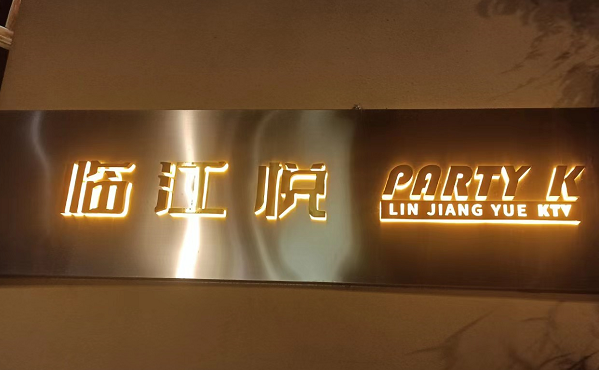 临江悦
PARTY K
LIN JIANG YUE KTV